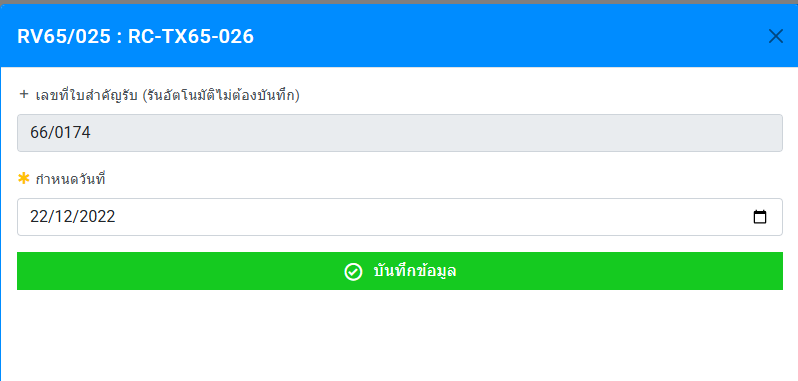 RV65/025 : RC-TX65-026
+ เลขที่ใบสำคัญรับ (รันอัตโนมัติไม่ต้องบันทึก)
66/0174
* กำหนดวันที่
22/12/2022
บันทึกข้อมูล